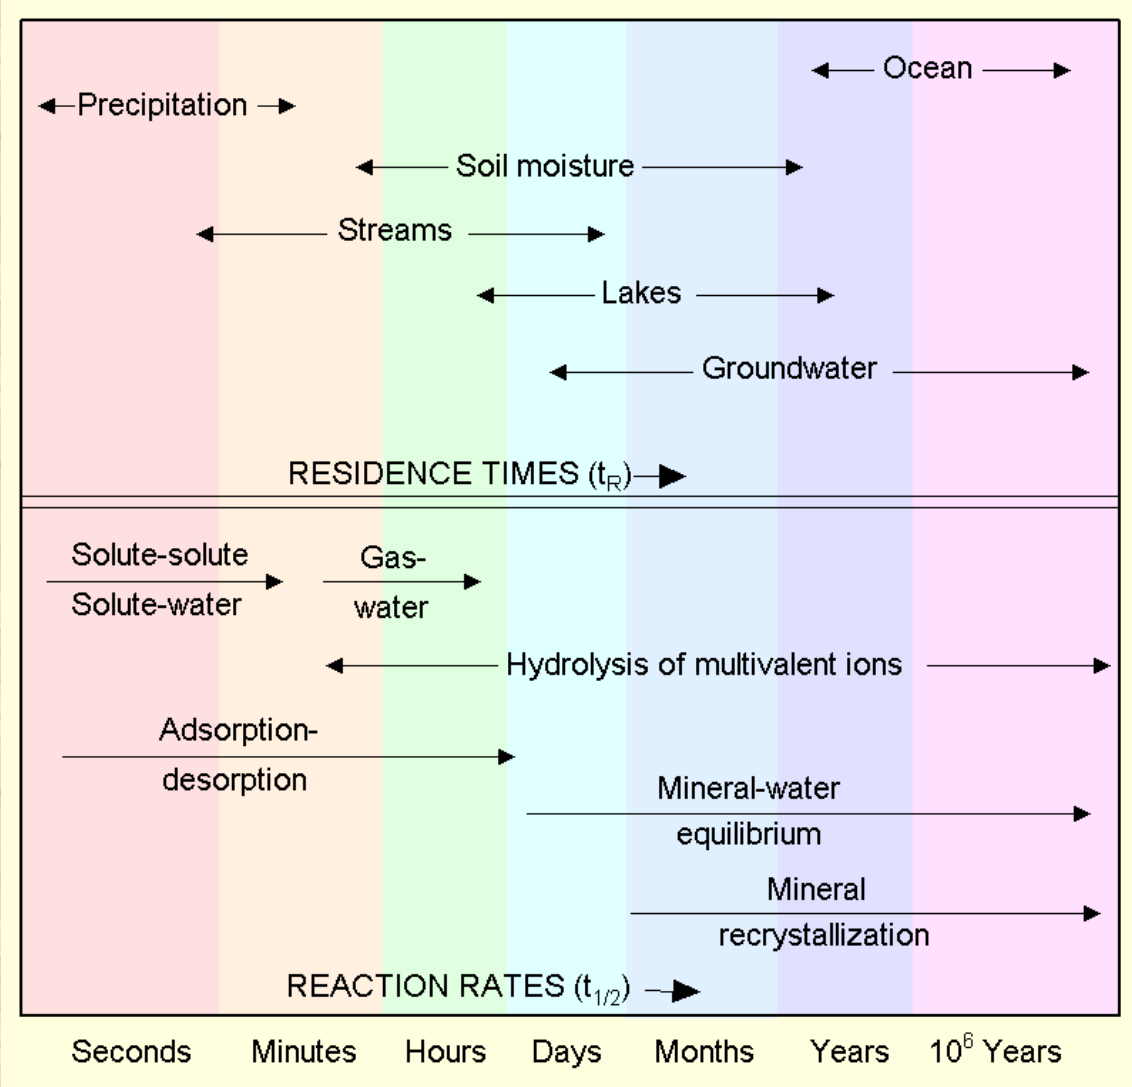 Ocean
Precipitation
Soil moisture
Streams
Lakes
Groundwater
RESIDENCE TIMES (tR)
Solute-solute
Solute-water
Gas-
water
Hydrolysis of multivalent ions
Adsorption-
desorption
Mineral-water
equilibrium
Mineral
recrystallization
REACTION RATES (t1/2)
Seconds Minutes Hours Days Months Years 10⁶ Years